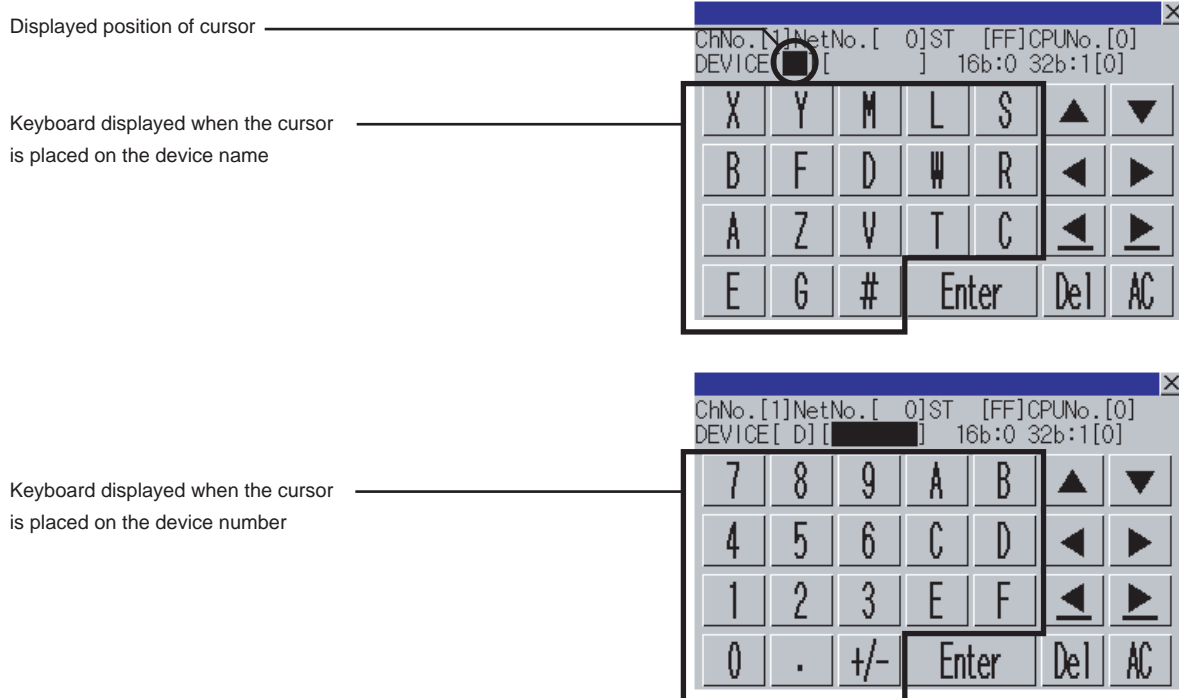 Displayed position of cursor
×
ChNo.[1]NetNo.[ 0]ST [FF]CPUNo.[0]
DEVICE[ ][ ] 16b:0 32b:1[0]
Keyboard displayed when the cursor
is placed on the device name
X Y M L S ▲ ▼
B F D W R ◀ ▶
A Z V T C ◀ ▶
E G # Enter Del AC
×
ChNo.[1]NetNo.[ 0]ST [FF]CPUNo.[0]
DEVICE[ D][ ] 16b:0 32b:1[0]
Keyboard displayed when the cursor
is placed on the device number
7 8 9 A B ▲ ▼
4 5 6 C D ◀ ▶
1 2 3 E F ◀ ▶
0 . +/- Enter Del AC